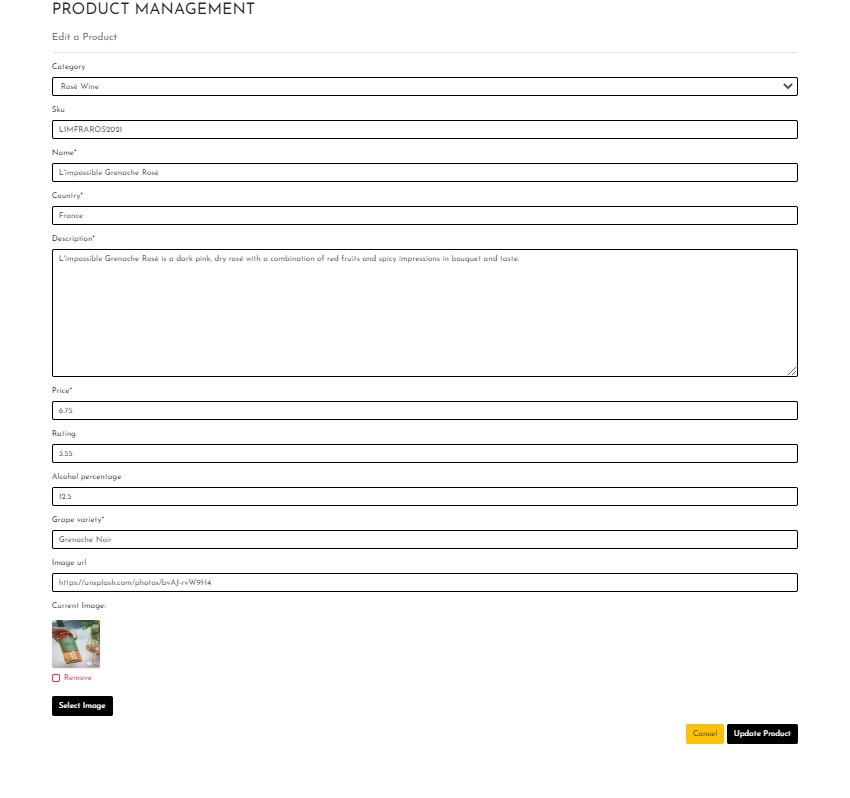 PRODUCT MANAGEMENT
Edit a Product
Category
Rosé Wine
Sku
LIMFRAROS2021
Name*
L'impossible Grenache Rosé
Country*
France
Description*
L'impossible Grenache Rosé is a dark pink, dry rosé with a combination of red fruits and spicy impressions in bouquet and taste.
Price*
6.75
Rating
3.55
Alcohol percentage
12.5
Grape variety*
Grenache Noir
Image url
https://unsplash.com/photos/bvAJ-rvW9H4
Current Image:
Remove
Select Image
Cancel Update Product